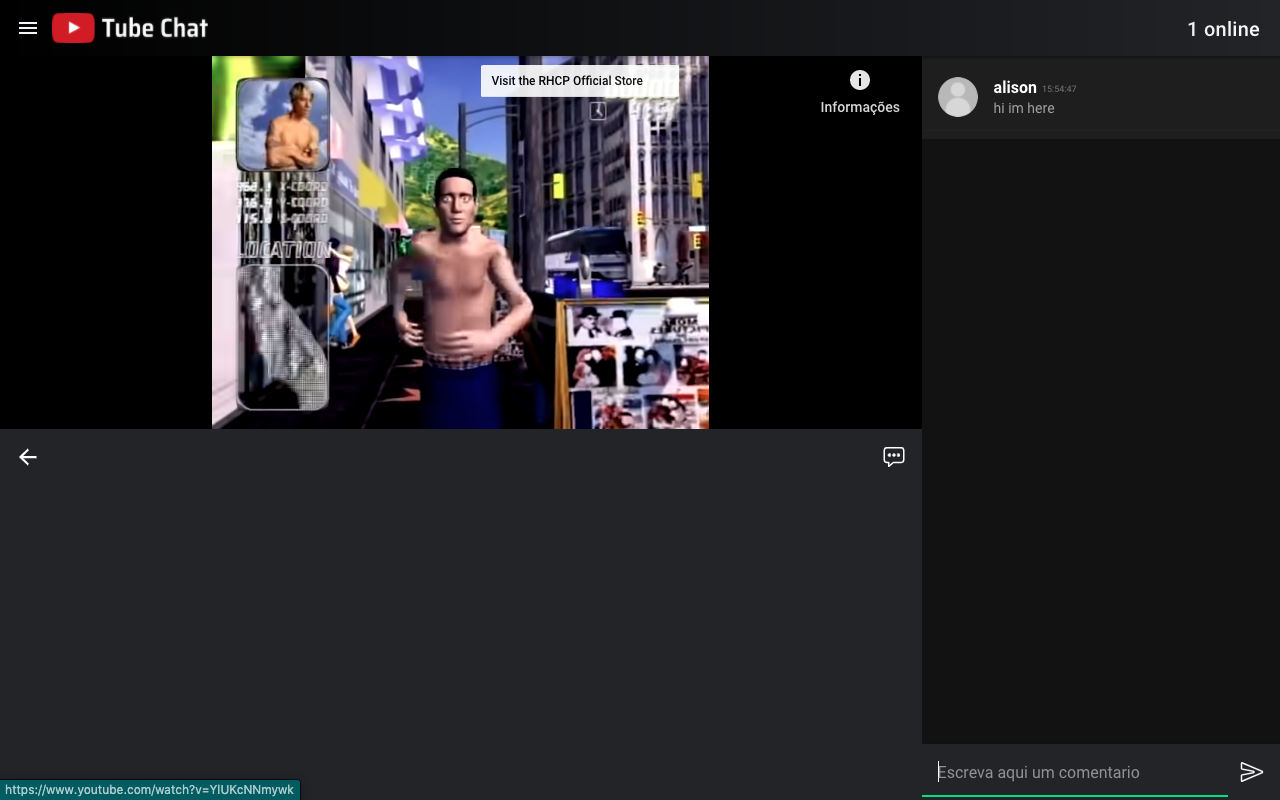 Tube Chat
1 online
Visit the RHCP Official Store
Informações
X-COORD
Y-COORD
LOCATION
alison 15:54:47
hi im here
Escreva aqui um comentario
https://www.youtube.com/watch?v=YlUKcNNmywk